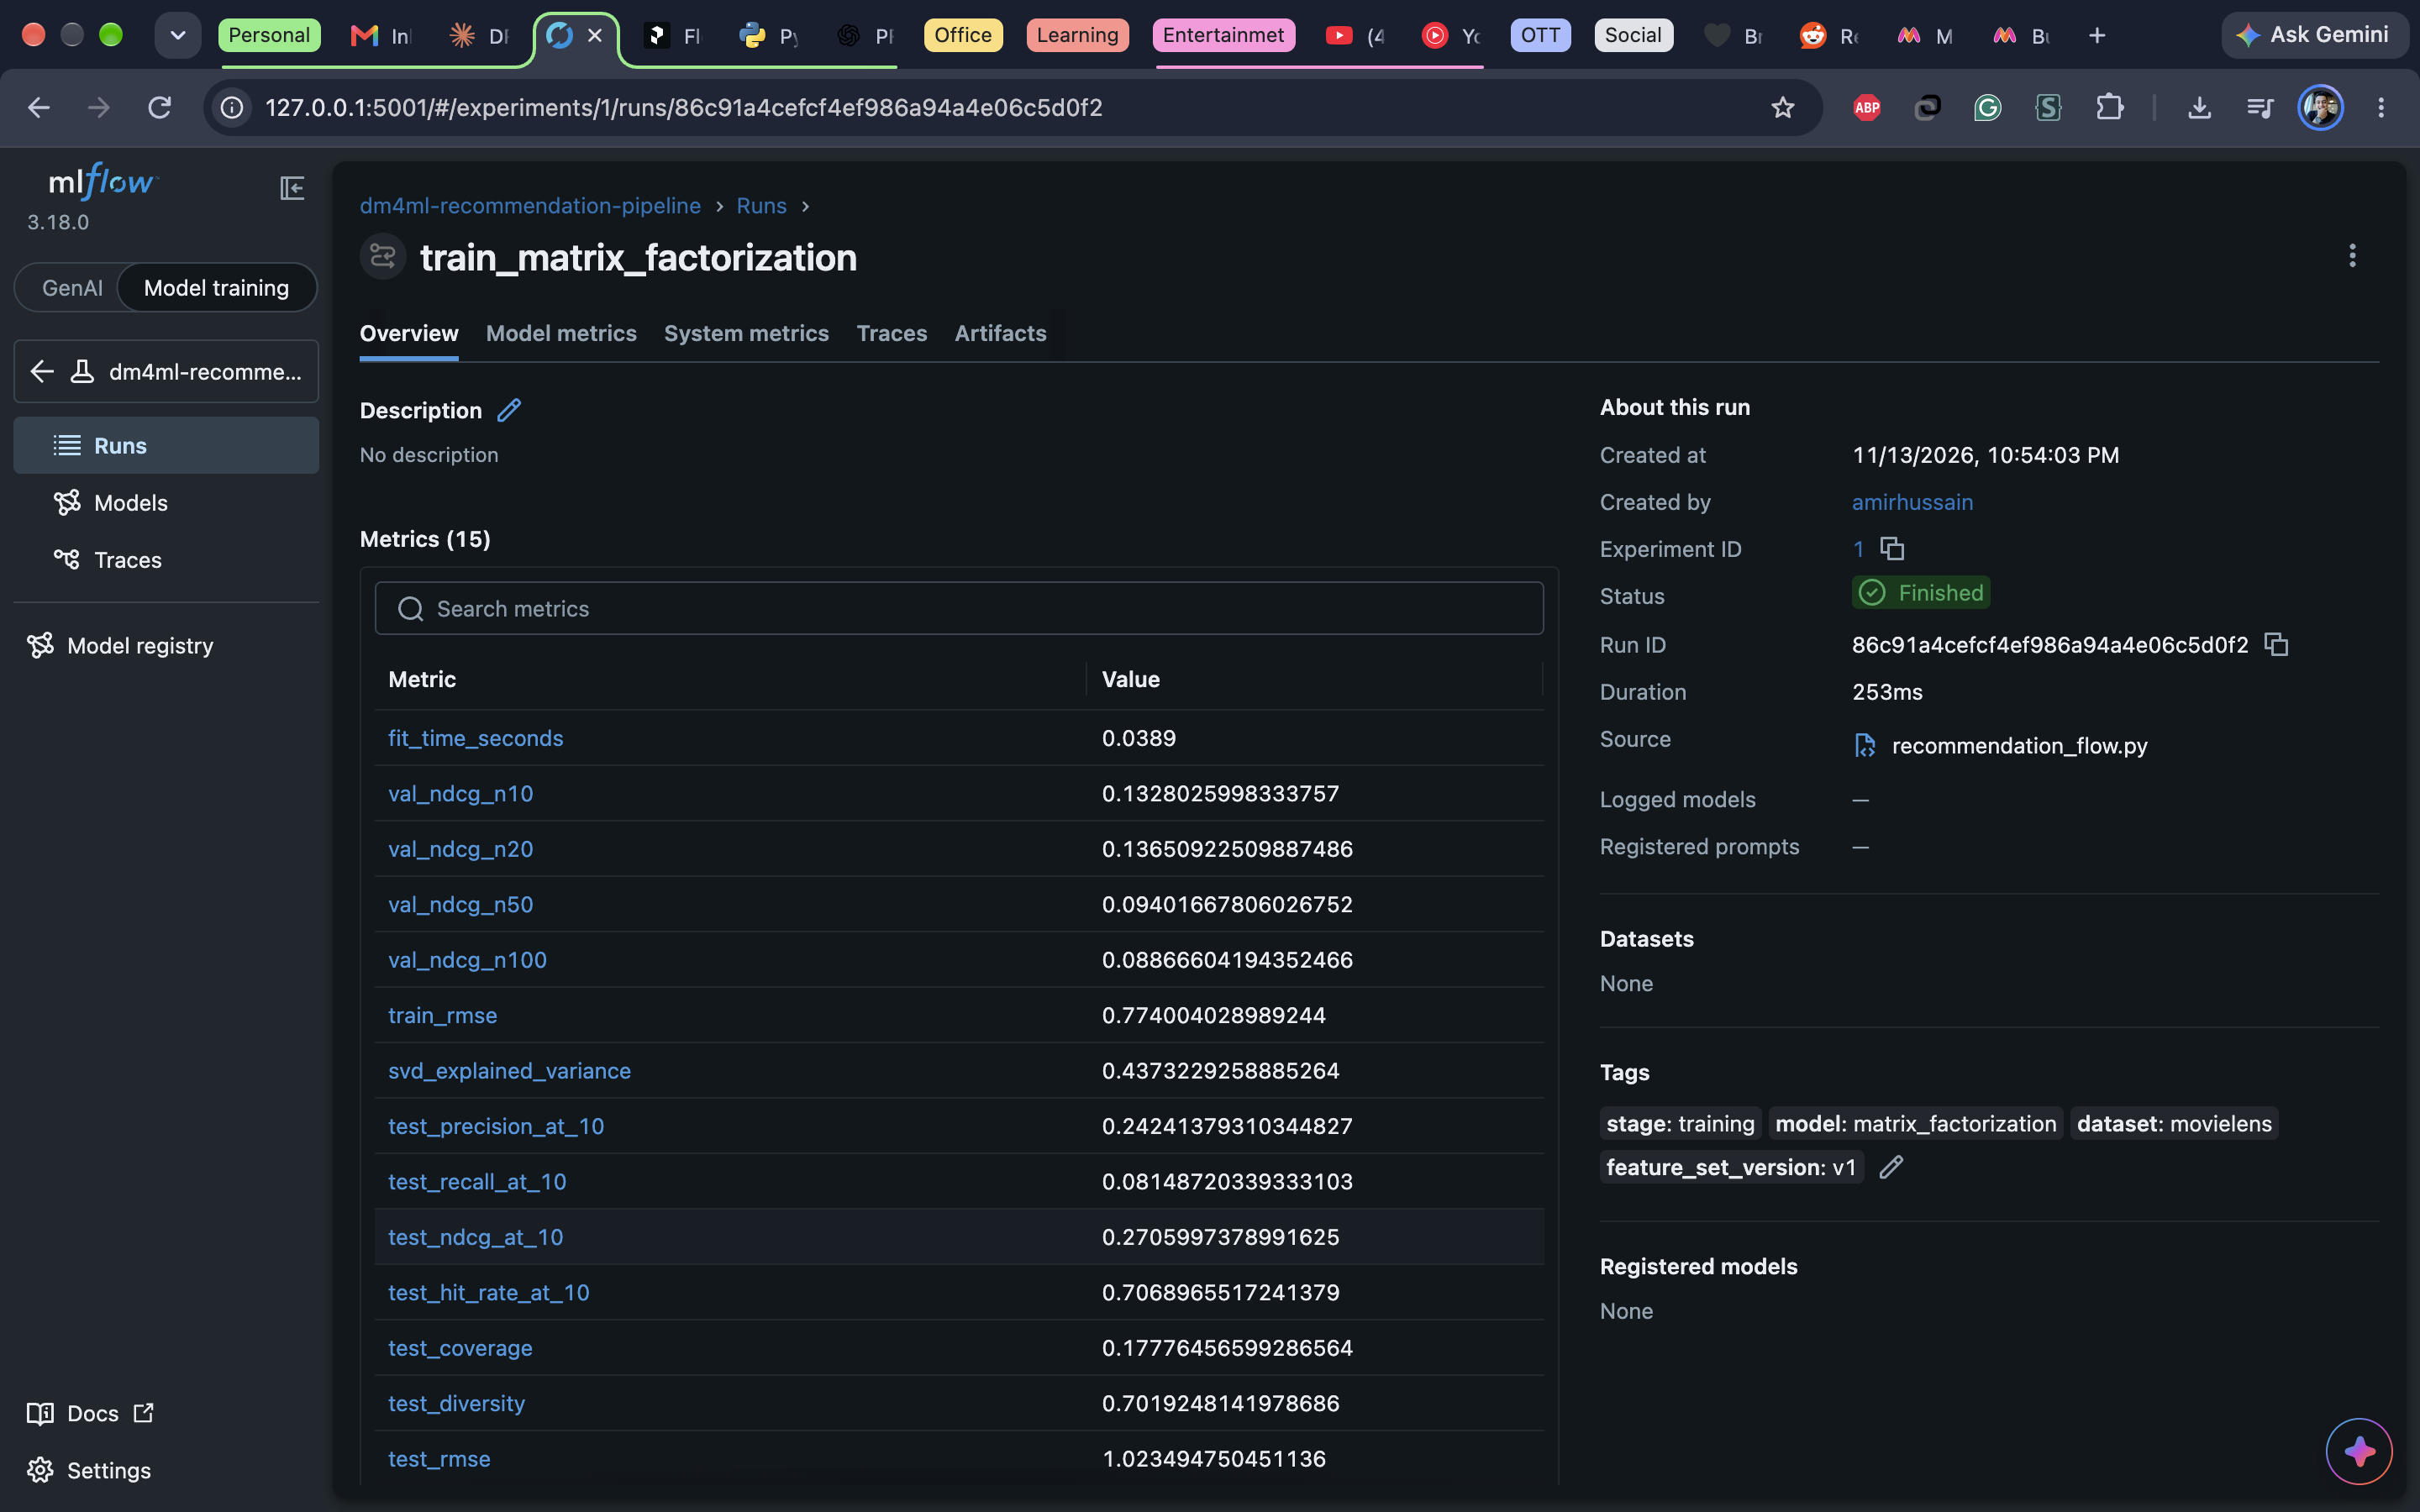 Personal
Office
Learning
Entertainmet
OTT
Social
Ask Gemini
127.0.0.1:5001/#/experiments/1/runs/86c91a4cefcf4ef986a94a4e06c5d0f2
ABP
mlflow
3.18.0
GenAI
Model training
dm4ml-recomme...
Runs
Models
Traces
Model registry
Docs
Settings
dm4ml-recommendation-pipeline › Runs ›
train_matrix_factorization
Overview Model metrics System metrics Traces Artifacts
Description
No description
Metrics (15)
Search metrics
Metric Value
fit_time_seconds 0.0389
val_ndcg_n10 0.1328025998333757
val_ndcg_n20 0.13650922509887486
val_ndcg_n50 0.09401667806026752
val_ndcg_n100 0.08866604194352466
train_rmse 0.774004028989244
svd_explained_variance 0.4373229258885264
test_precision_at_10 0.24241379310344827
test_recall_at_10 0.08148720339333103
test_ndcg_at_10 0.2705997378991625
test_hit_rate_at_10 0.7068965517241379
test_coverage 0.17776456599286564
test_diversity 0.7019248141978686
test_rmse 1.023494750451136
About this run
Created at 11/13/2026, 10:54:03 PM
Created by amirhussain
Experiment ID 1
Status Finished
Run ID 86c91a4cefcf4ef986a94a4e06c5d0f2
Duration 253ms
Source recommendation_flow.py
Logged models —
Registered prompts —
Datasets
None
Tags
stage: training model: matrix_factorization dataset: movielens
feature_set_version: v1
Registered models
None